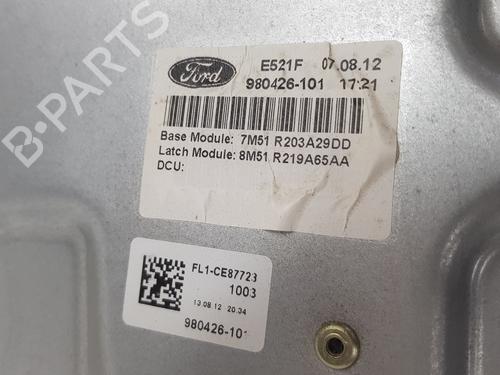 B-PARTS
Ford E521F 07.08.12
980426-101 17:21
Base Module: 7M51 R203A29DD
Latch Module: 8M51 R219A65AA
DCU:
FL1-CE87723
1003
13.08.12 20:34
980426-101